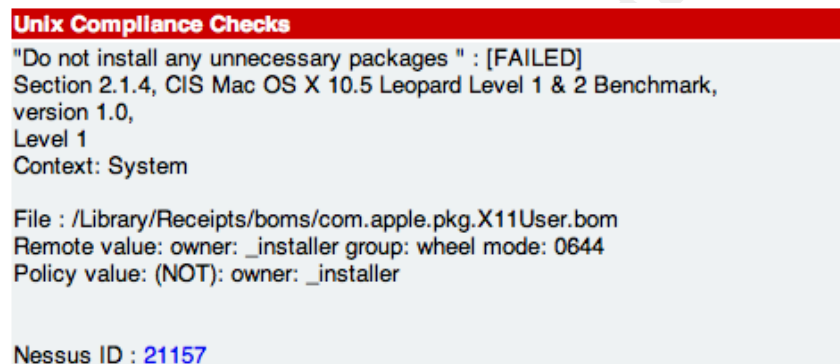 Unix Compliance Checks
"Do not install any unnecessary packages " : [FAILED]
Section 2.1.4, CIS Mac OS X 10.5 Leopard Level 1 & 2 Benchmark,
version 1.0,
Level 1
Context: System
File : /Library/Receipts/boms/com.apple.pkg.X11User.bom
Remote value: owner: _installer group: wheel mode: 0644
Policy value: (NOT): owner: _installer
Nessus ID : 21157